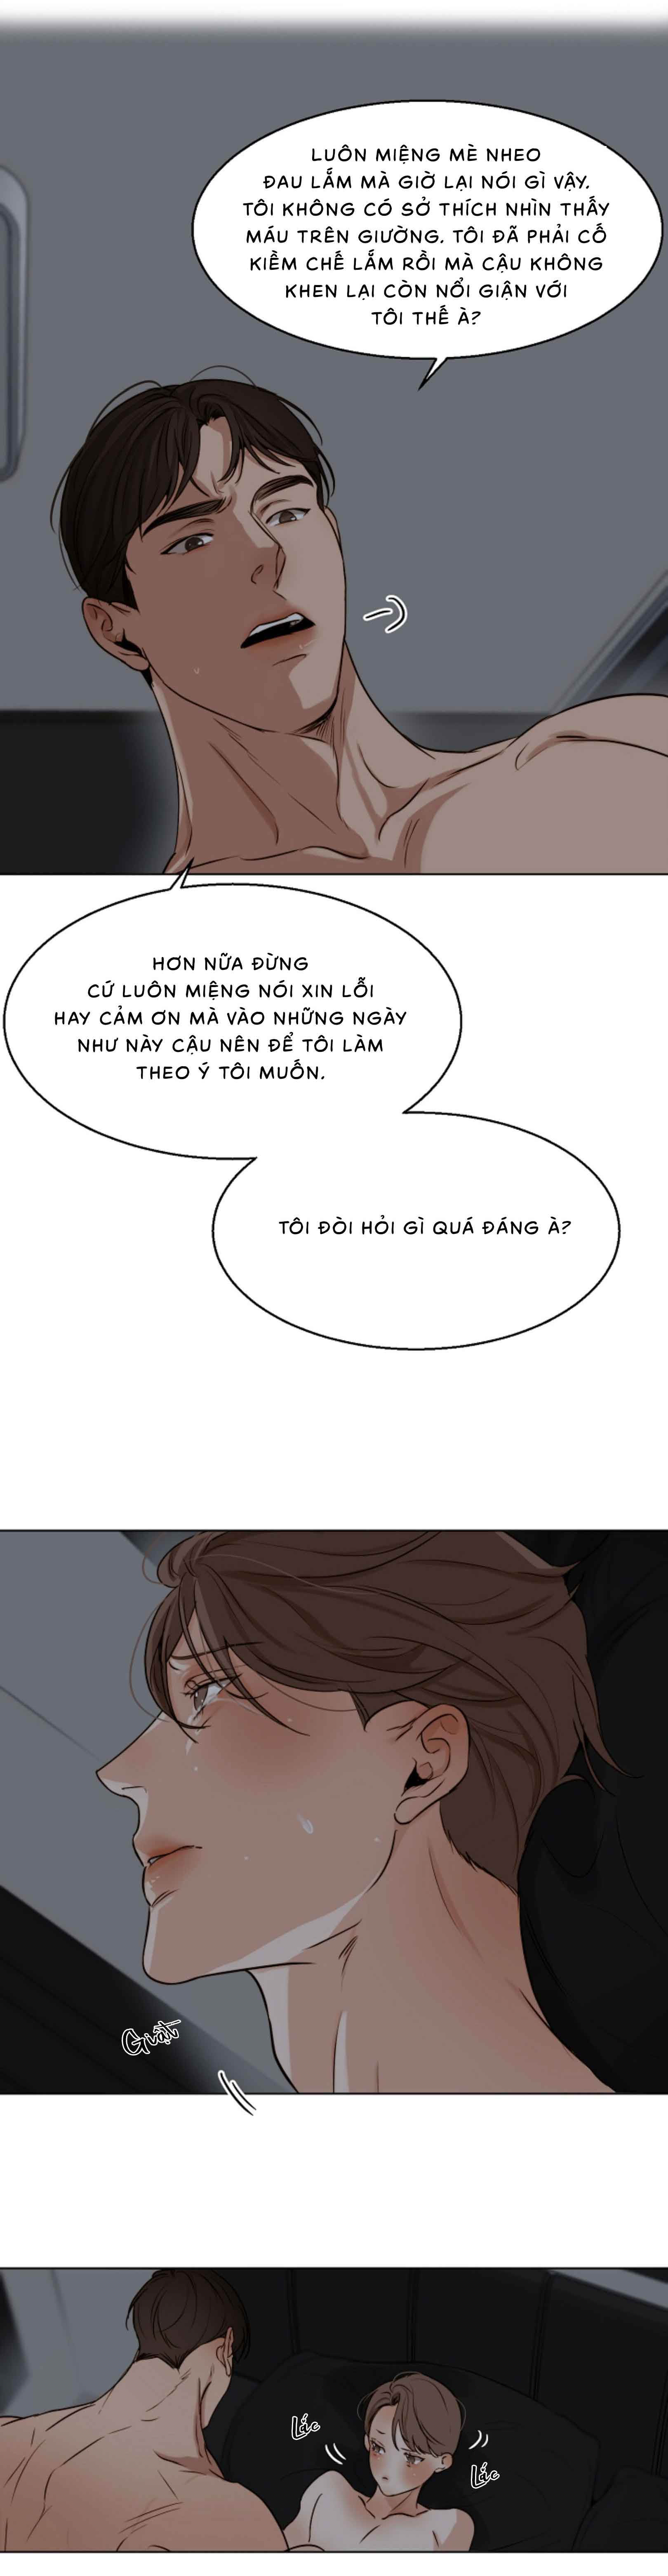 LUÔN MIỆNG MÈ NHEO
ĐAU LẮM MÀ GIỜ LẠI NÓI GÌ VẬY.
TÔI KHÔNG CÓ SỞ THÍCH NHÌN THẤY
MÁU TRÊN GIƯỜNG. TÔI ĐÃ PHẢI CỐ
KIỀM CHẾ LẮM RỒI MÀ CẬU KHÔNG
KHEN LẠI CÒN NỔI GIẬN VỚI
TÔI THẾ À?
HƠN NỮA ĐỪNG
CỨ LUÔN MIỆNG NÓI XIN LỖI
HAY CẢM ƠN MÀ VÀO NHỮNG NGÀY
NHƯ NÀY CẬU NÊN ĐỂ TÔI LÀM
THEO Ý TÔI MUỐN.
TÔI ĐÒI HỎI GÌ QUÁ ĐÁNG À?
Giật
Lắc
Lắc